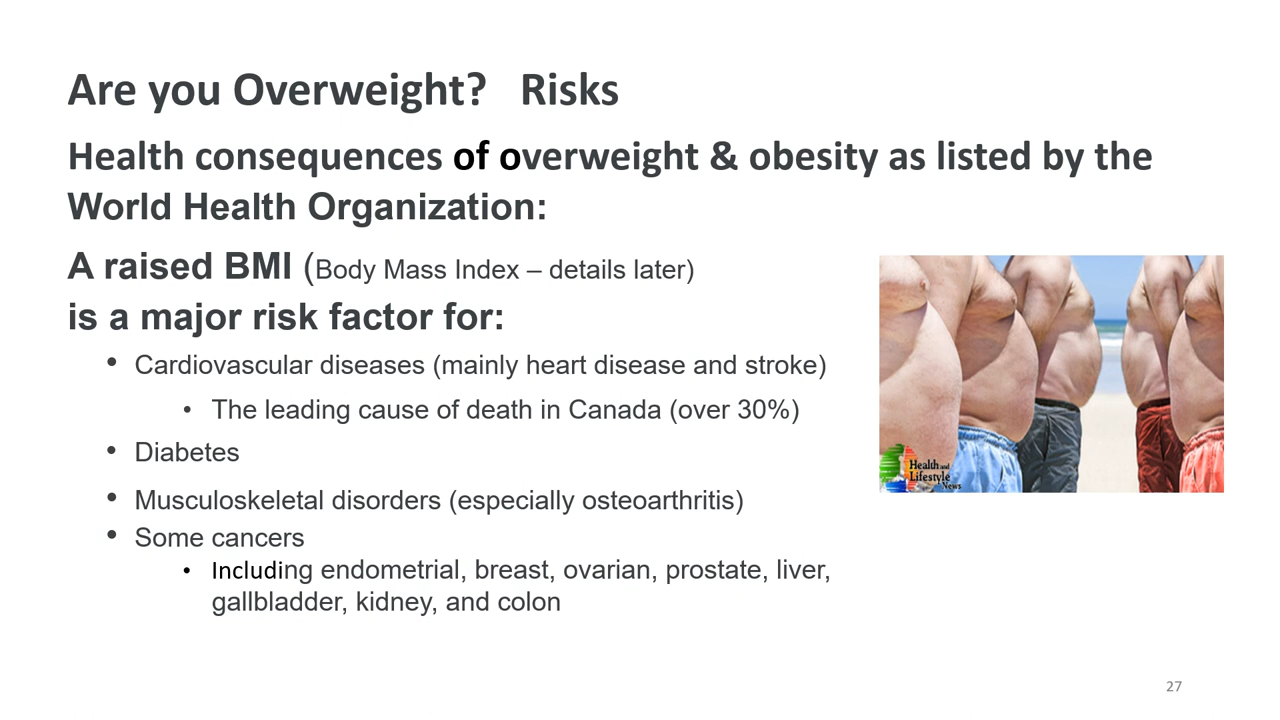 Are you Overweight?   Risks
Health consequences of overweight & obesity as listed by the
World Health Organization:
A raised BMI (Body Mass Index – details later)
is a major risk factor for:
• Cardiovascular diseases (mainly heart disease and stroke)
• The leading cause of death in Canada (over 30%)
• Diabetes
• Musculoskeletal disorders (especially osteoarthritis)
• Some cancers
• Including endometrial, breast, ovarian, prostate, liver,
gallbladder, kidney, and colon
Health and
Lifestyle
News
27